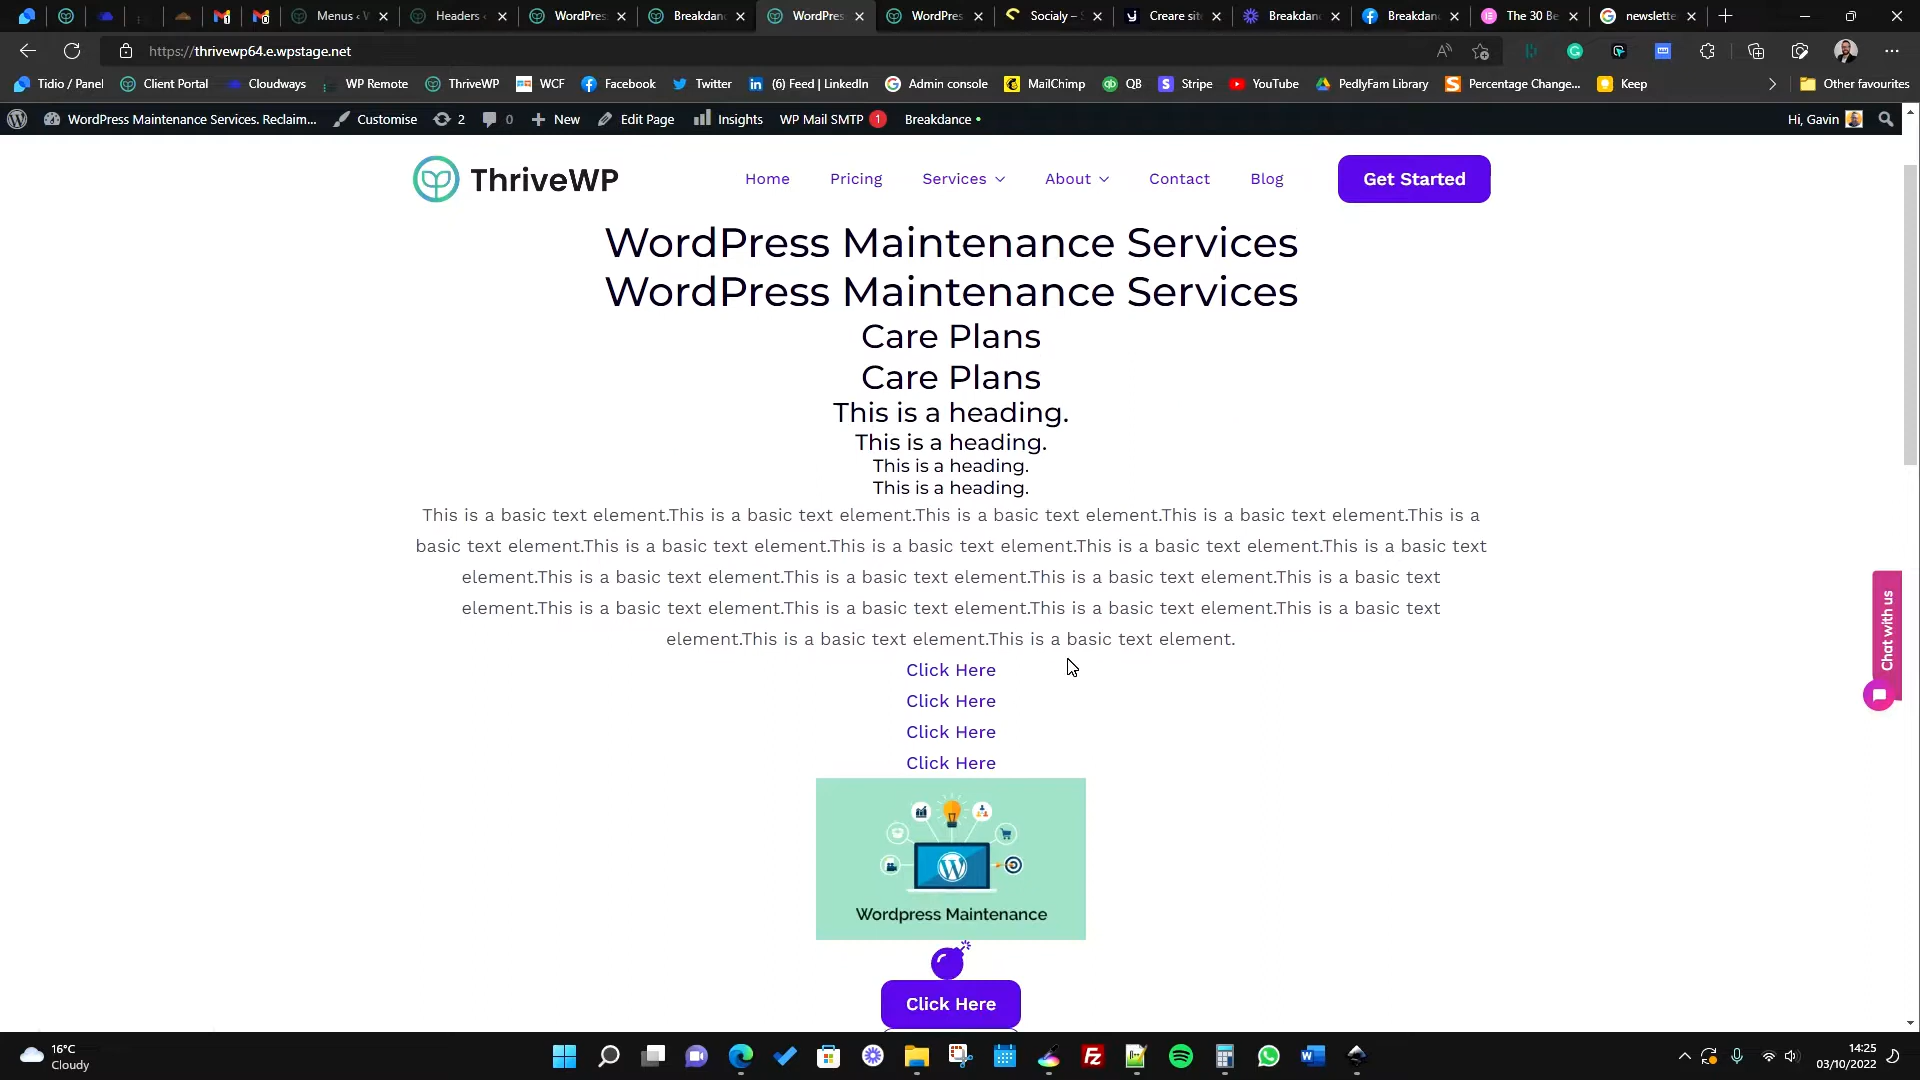 Menus ‹ W
Headers ‹
WordPres
Breakdanc
WordPres
WordPres
Socialy – S
Creare site
Breakdanc
Breakdanc
The 30 Be
newslette
https://thrivewp64.e.wpstage.net
Tidio / Panel
Client Portal
Cloudways
WP Remote
ThriveWP
WCF
Facebook
Twitter
(6) Feed | LinkedIn
Admin console
MailChimp
QB
Stripe
YouTube
PedlyFam Library
Percentage Change...
Keep
Other favourites
WordPress Maintenance Services. Reclaim...
Customise
2
0
New
Edit Page
Insights
WP Mail SMTP 1
Breakdance
Hi, Gavin
ThriveWP
Home
Pricing
Services
About
Contact
Blog
Get Started
WordPress Maintenance Services
WordPress Maintenance Services
Care Plans
Care Plans
This is a heading.
This is a heading.
This is a heading.
This is a heading.
This is a basic text element.This is a basic text element.This is a basic text element.This is a basic text element.This is a
basic text element.This is a basic text element.This is a basic text element.This is a basic text element.This is a basic text
element.This is a basic text element.This is a basic text element.This is a basic text element.This is a basic text
element.This is a basic text element.This is a basic text element.This is a basic text element.This is a basic text
element.This is a basic text element.This is a basic text element.
Click Here
Click Here
Click Here
Click Here
Wordpress Maintenance
Click Here
Chat with us
16°C
Cloudy
14:25
03/10/2022